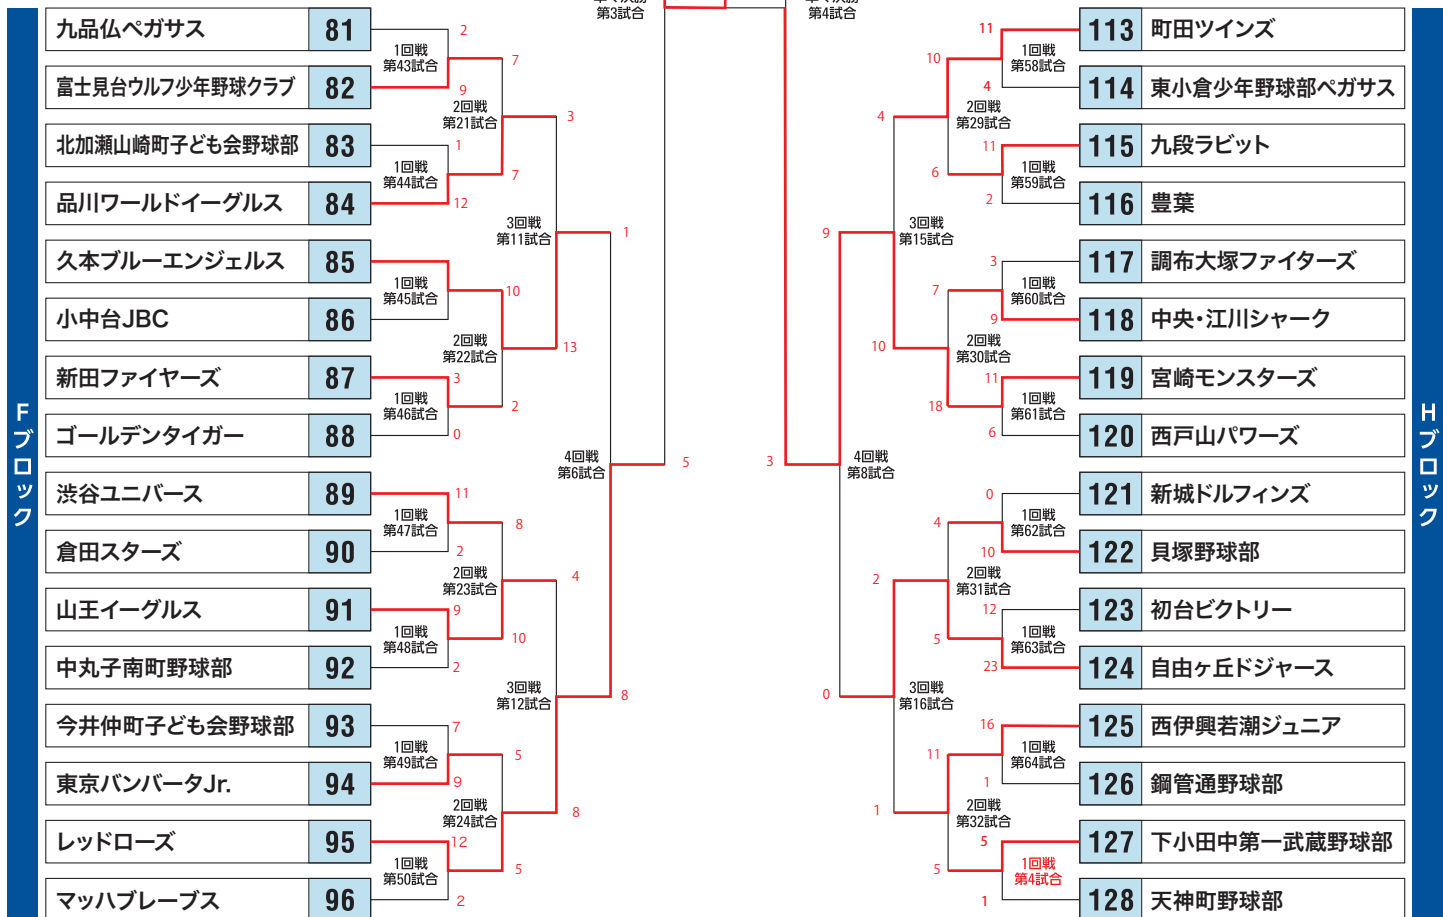 第3試合
第4試合
Fブロック
81 九品仏ペガサス
82 富士見台ウルフ少年野球クラブ
83 北加瀬山崎町子ども会野球部
84 品川ワールドイーグルス
85 久本ブルーエンジェルス
86 小中台JBC
87 新田ファイヤーズ
88 ゴールデンタイガー
89 渋谷ユニバース
90 倉田スターズ
91 山王イーグルス
92 中丸子南町野球部
93 今井仲町子ども会野球部
94 東京バンバータJr.
95 レッドローズ
96 マッハブレーブス
2
1回戦
第43試合
9
1
1回戦
第44試合
12
1回戦
第45試合
3
1回戦
第46試合
0
11
1回戦
第47試合
2
9
1回戦
第48試合
2
7
1回戦
第49試合
9
12
1回戦
第50試合
2
7
2回戦
第21試合
7
10
2回戦
第22試合
2
8
2回戦
第23試合
10
5
2回戦
第24試合
5
3
3回戦
第11試合
13
4
3回戦
第12試合
8
1
4回戦
第6試合
8
5
3
9
4回戦
第8試合
0
4
3回戦
第15試合
10
2
3回戦
第16試合
1
10
2回戦
第29試合
6
7
2回戦
第30試合
18
4
2回戦
第31試合
5
11
2回戦
第32試合
5
11
1回戦
第58試合
4
11
1回戦
第59試合
2
3
1回戦
第60試合
9
11
1回戦
第61試合
6
0
1回戦
第62試合
10
12
1回戦
第63試合
23
16
1回戦
第64試合
1
5
1回戦
第4試合
1
113 町田ツインズ
114 東小倉少年野球部ペガサス
115 九段ラビット
116 豊葉
117 調布大塚ファイターズ
118 中央・江川シャーク
119 宮崎モンスターズ
120 西戸山パワーズ
121 新城ドルフィンズ
122 貝塚野球部
123 初台ビクトリー
124 自由ヶ丘ドジャース
125 西伊興若潮ジュニア
126 鋼管通野球部
127 下小田中第一武蔵野球部
128 天神町野球部
Hブロック